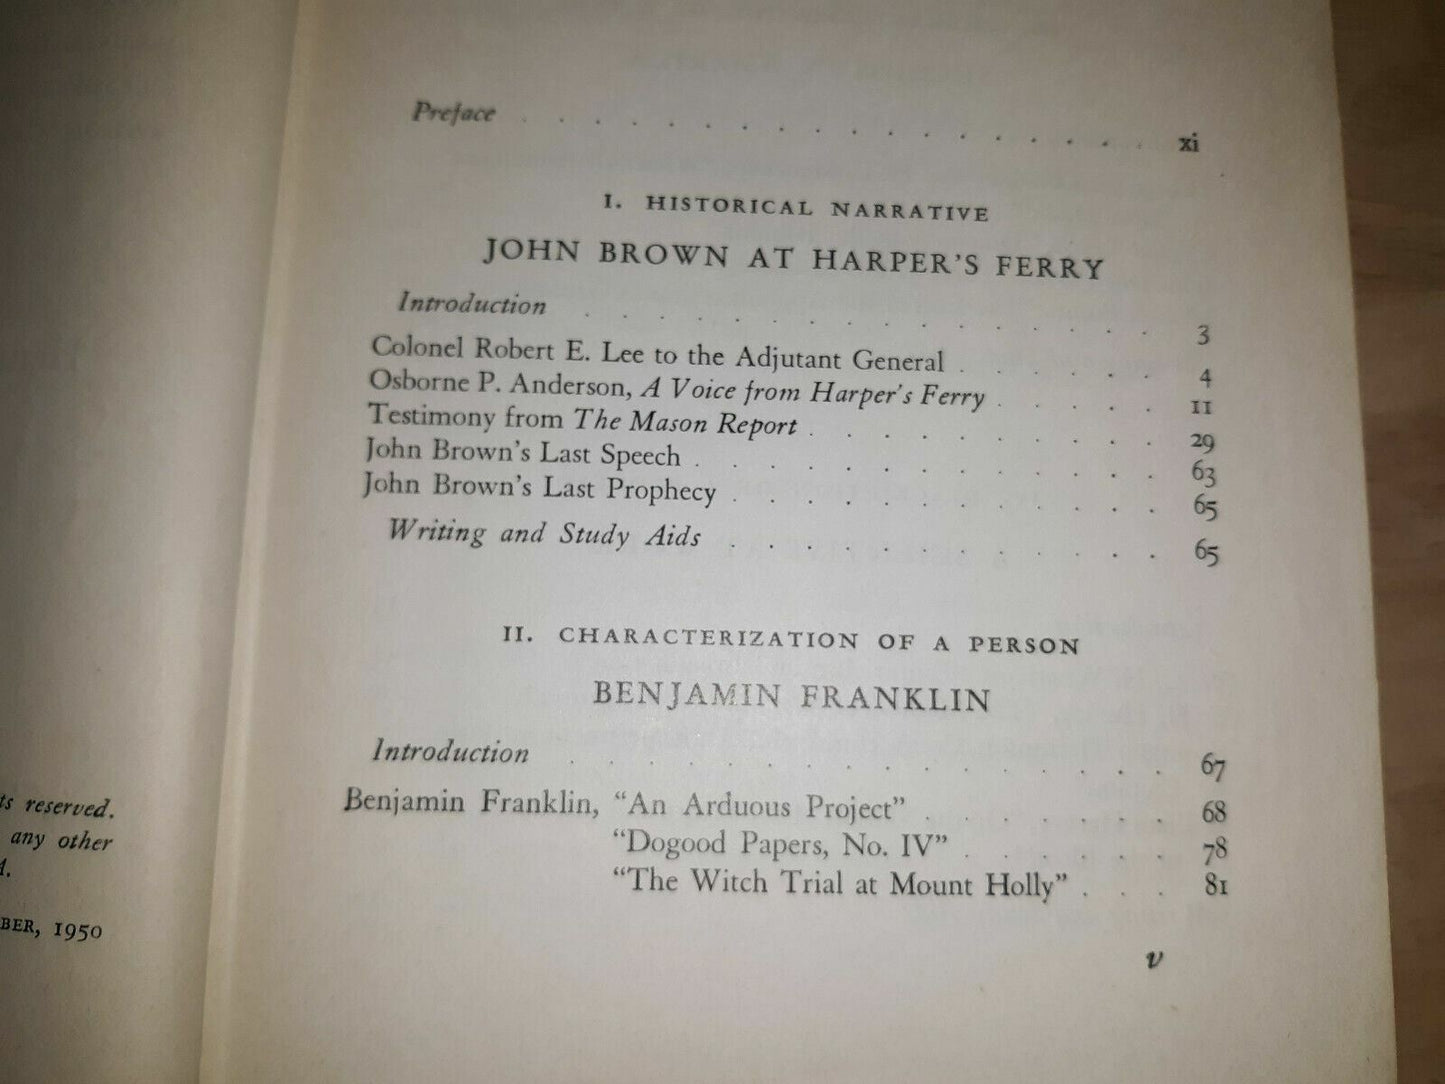 Preface . . . . . . . . . . . . . . . . . . xi
I. HISTORICAL NARRATIVE
JOHN BROWN AT HARPER'S FERRY
Introduction . . . . . . . . . . . . . . . . 3
Colonel Robert E. Lee to the Adjutant General . . . . . . 4
Osborne P. Anderson, A Voice from Harper's Ferry . . . . . 11
Testimony from The Mason Report . . . . . . . . . . 29
John Brown's Last Speech . . . . . . . . . . . . . 63
John Brown's Last Prophecy . . . . . . . . . . . . 65
Writing and Study Aids . . . . . . . . . . . . 65
II. CHARACTERIZATION OF A PERSON
BENJAMIN FRANKLIN
Introduction . . . . . . . . . . . . . . . . 67
Benjamin Franklin, “An Arduous Project” . . . . . . . 68
“Dogood Papers, No. IV” . . . . . . 78
“The Witch Trial at Mount Holly” . . . 81
v
ts reserved.
any other
d.
BER, 1950